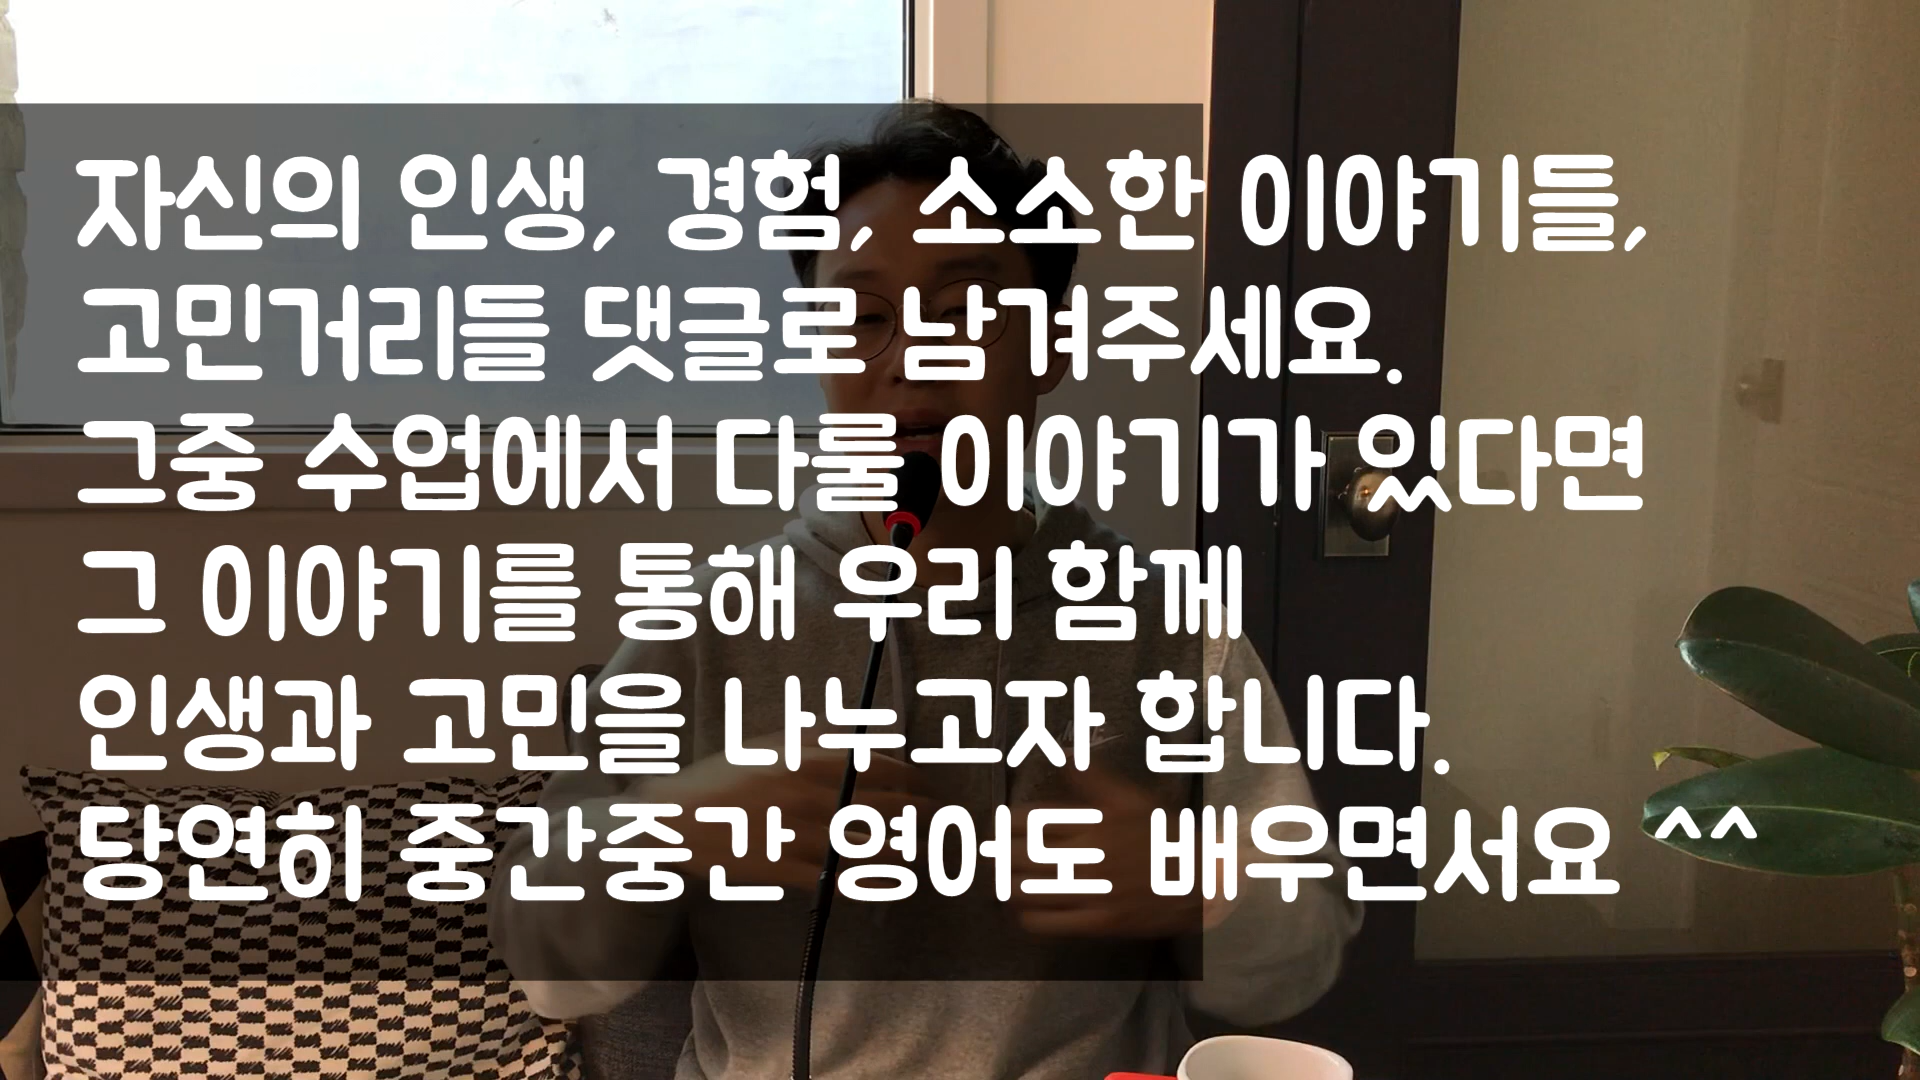 자신의 인생, 경험, 소소한 이야기들,
고민거리들 댓글로 남겨주세요.
그중 수업에서 다룰 이야기가 있다면
그 이야기를 통해 우리 함께
인생과 고민을 나누고자 합니다.
당연히 중간중간 영어도 배우면서요 ^^